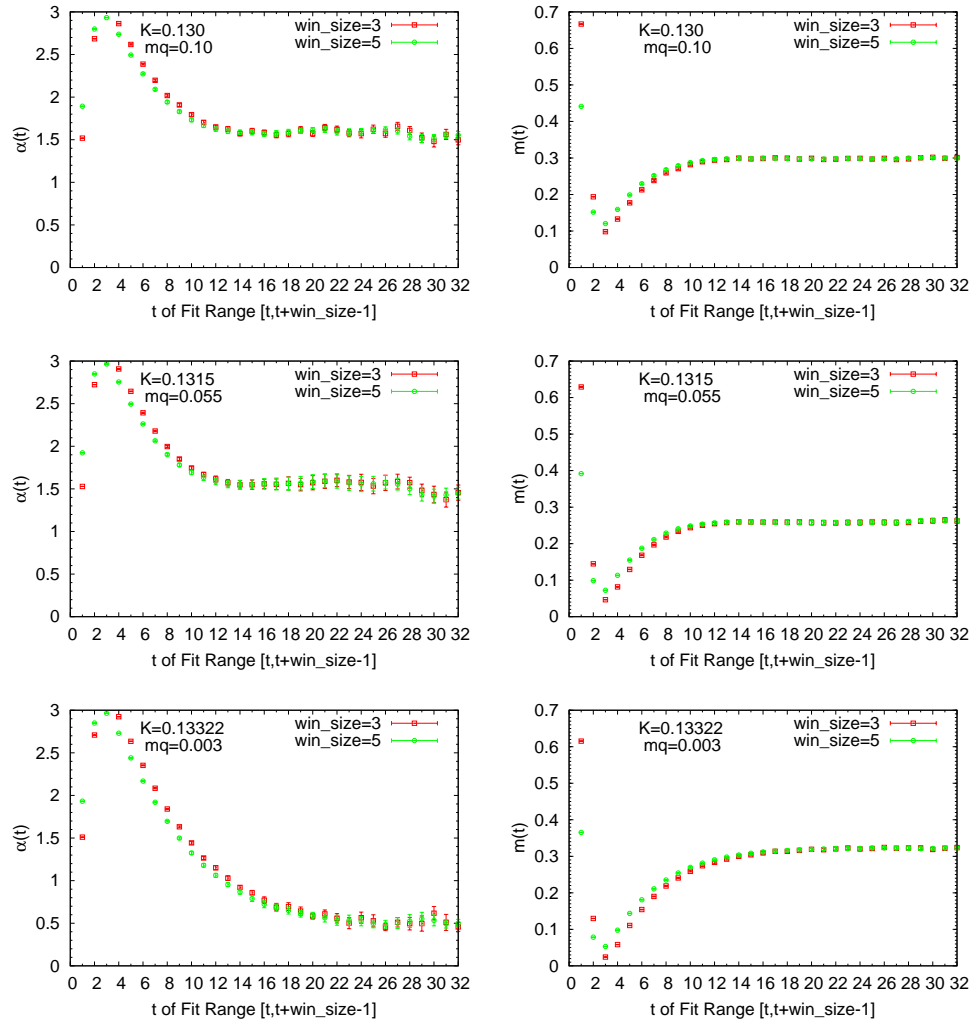 3
2.5
2
1.5
1
0.5
0
α(t)
K=0.130
mq=0.10
win_size=3
win_size=5
0 2 4 6 8 10 12 14 16 18 20 22 24 26 28 30 32
t of Fit Range [t,t+win_size-1]
0.7
0.6
0.5
0.4
0.3
0.2
0.1
0
m(t)
K=0.130
mq=0.10
win_size=3
win_size=5
0 2 4 6 8 10 12 14 16 18 20 22 24 26 28 30 32
t of Fit Range [t,t+win_size-1]
3
2.5
2
1.5
1
0.5
0
α(t)
K=0.1315
mq=0.055
win_size=3
win_size=5
0 2 4 6 8 10 12 14 16 18 20 22 24 26 28 30 32
t of Fit Range [t,t+win_size-1]
0.7
0.6
0.5
0.4
0.3
0.2
0.1
0
m(t)
K=0.1315
mq=0.055
win_size=3
win_size=5
0 2 4 6 8 10 12 14 16 18 20 22 24 26 28 30 32
t of Fit Range [t,t+win_size-1]
3
2.5
2
1.5
1
0.5
0
α(t)
K=0.13322
mq=0.003
win_size=3
win_size=5
0 2 4 6 8 10 12 14 16 18 20 22 24 26 28 30 32
t of Fit Range [t,t+win_size-1]
0.7
0.6
0.5
0.4
0.3
0.2
0.1
0
m(t)
K=0.13322
mq=0.003
win_size=3
win_size=5
0 2 4 6 8 10 12 14 16 18 20 22 24 26 28 30 32
t of Fit Range [t,t+win_size-1]